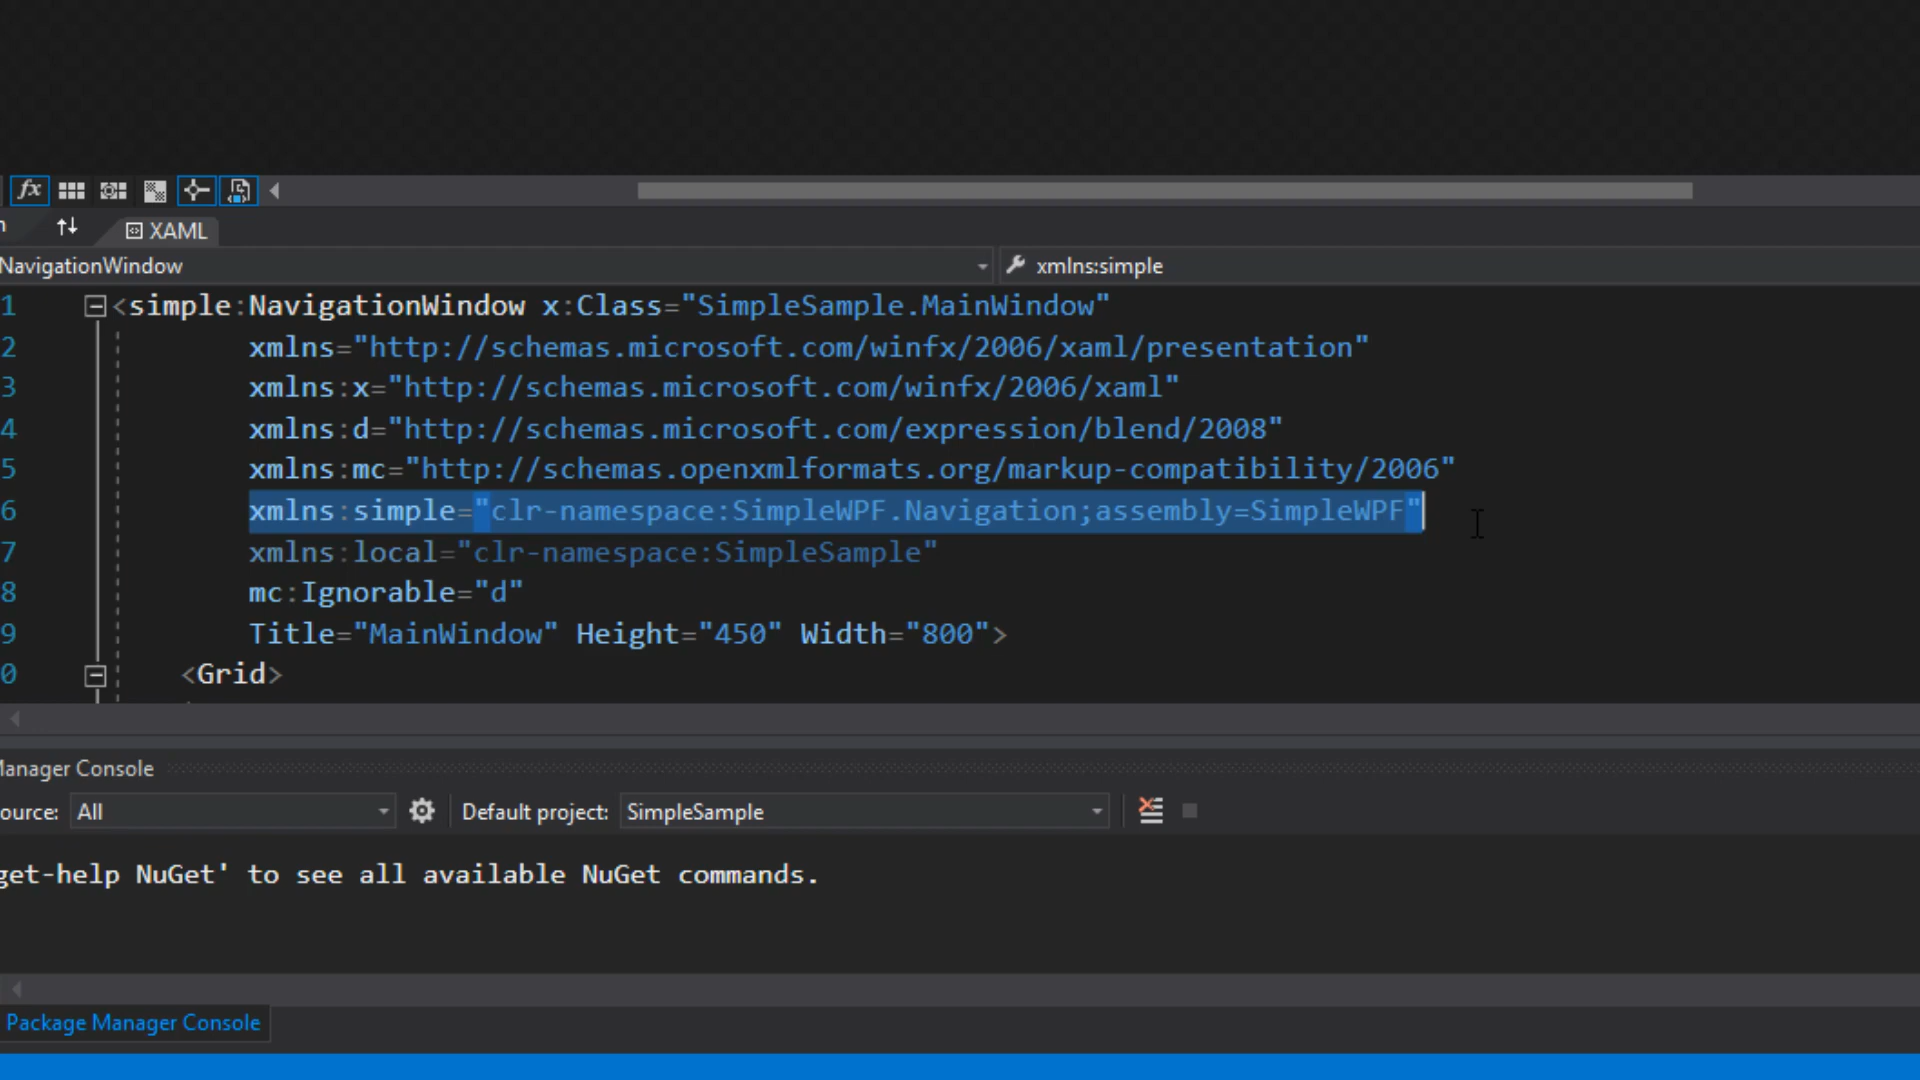 fx
XAML
NavigationWindow
xmlns:simple
1 <simple:NavigationWindow x:Class="SimpleSample.MainWindow"
2 xmlns="http://schemas.microsoft.com/winfx/2006/xaml/presentation"
3 xmlns:x="http://schemas.microsoft.com/winfx/2006/xaml"
4 xmlns:d="http://schemas.microsoft.com/expression/blend/2008"
5 xmlns:mc="http://schemas.openxmlformats.org/markup-compatibility/2006"
6 xmlns:simple="clr-namespace:SimpleWPF.Navigation;assembly=SimpleWPF"
7 xmlns:local="clr-namespace:SimpleSample"
8 mc:Ignorable="d"
9 Title="MainWindow" Height="450" Width="800">
0 <Grid>
Manager Console
ource: All Default project: SimpleSample
get-help NuGet' to see all available NuGet commands.
Package Manager Console